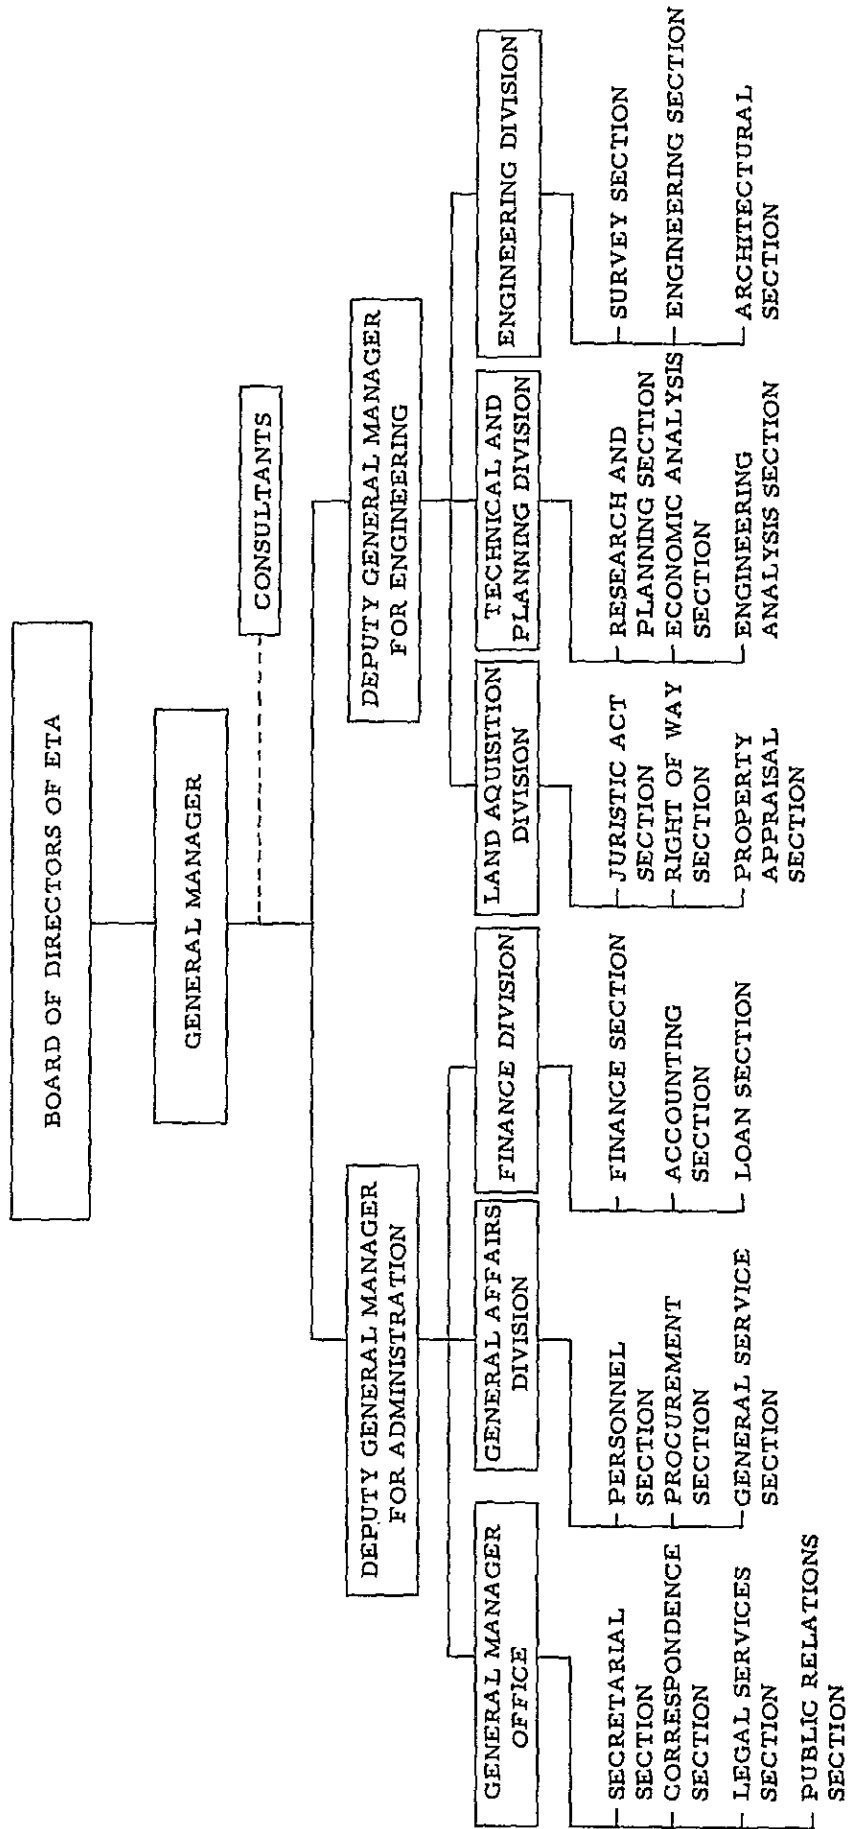 BOARD OF DIRECTORS OF ETA
GENERAL MANAGER
CONSULTANTS
DEPUTY GENERAL MANAGER
FOR ADMINISTRATION
DEPUTY GENERAL MANAGER
FOR ENGINEERING
GENERAL MANAGER
OFFICE
GENERAL AFFAIRS
DIVISION
FINANCE DIVISION
LAND AQUISITION
DIVISION
TECHNICAL AND
PLANNING DIVISION
ENGINEERING DIVISION
SECRETARIAL
SECTION
CORRESPONDENCE
SECTION
LEGAL SERVICES
SECTION
PUBLIC RELATIONS
SECTION
PERSONNEL
SECTION
PROCUREMENT
SECTION
GENERAL SERVICE
SECTION
FINANCE SECTION
ACCOUNTING
SECTION
LOAN SECTION
JURISTIC ACT
SECTION
RIGHT OF WAY
SECTION
PROPERTY
APPRAISAL
SECTION
RESEARCH AND
PLANNING SECTION
ECONOMIC ANALYSIS
SECTION
ENGINEERING
ANALYSIS SECTION
SURVEY SECTION
ENGINEERING SECTION
ARCHITECTURAL
SECTION